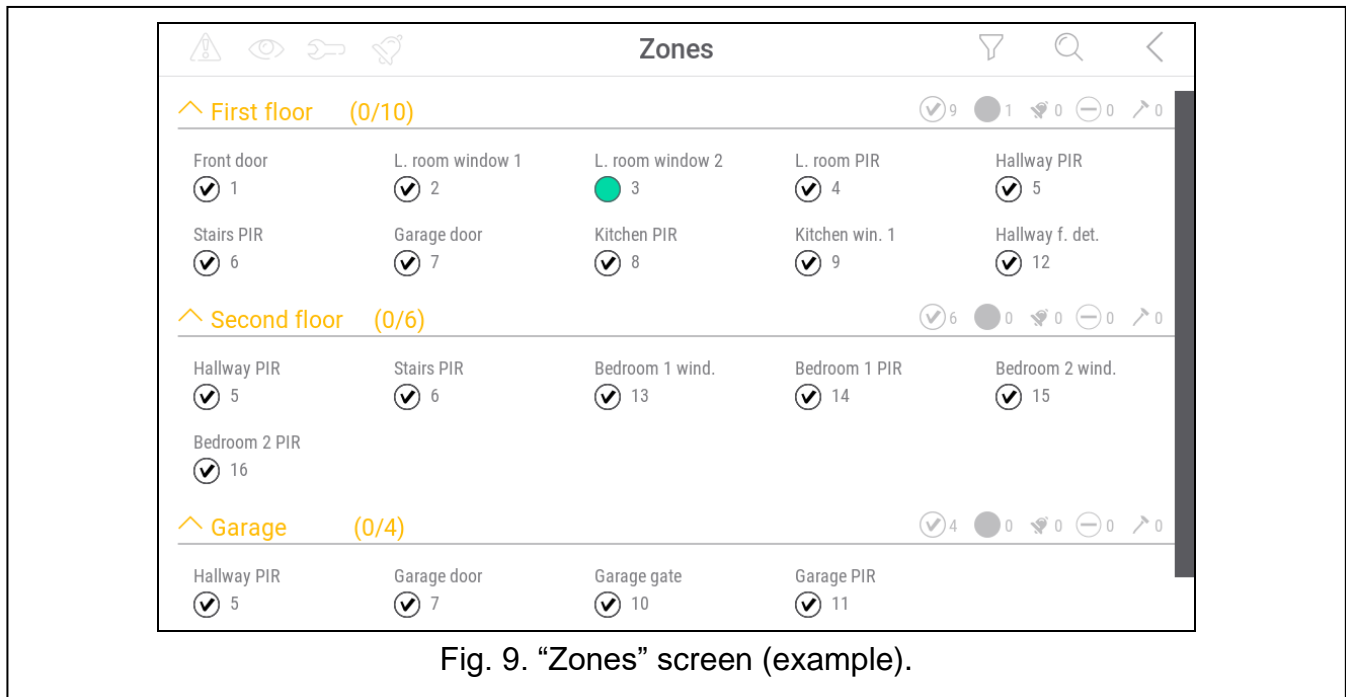 Zones
First floor (0/10) 9 1 0 0 0
Front door L. room window 1 L. room window 2 L. room PIR Hallway PIR
1 2 3 4 5
Stairs PIR Garage door Kitchen PIR Kitchen win. 1 Hallway f. det.
6 7 8 9 12
Second floor (0/6) 6 0 0 0 0
Hallway PIR Stairs PIR Bedroom 1 wind. Bedroom 1 PIR Bedroom 2 wind.
5 6 13 14 15
Bedroom 2 PIR
16
Garage (0/4) 4 0 0 0 0
Hallway PIR Garage door Garage gate Garage PIR
5 7 10 11
Fig. 9. “Zones” screen (example).